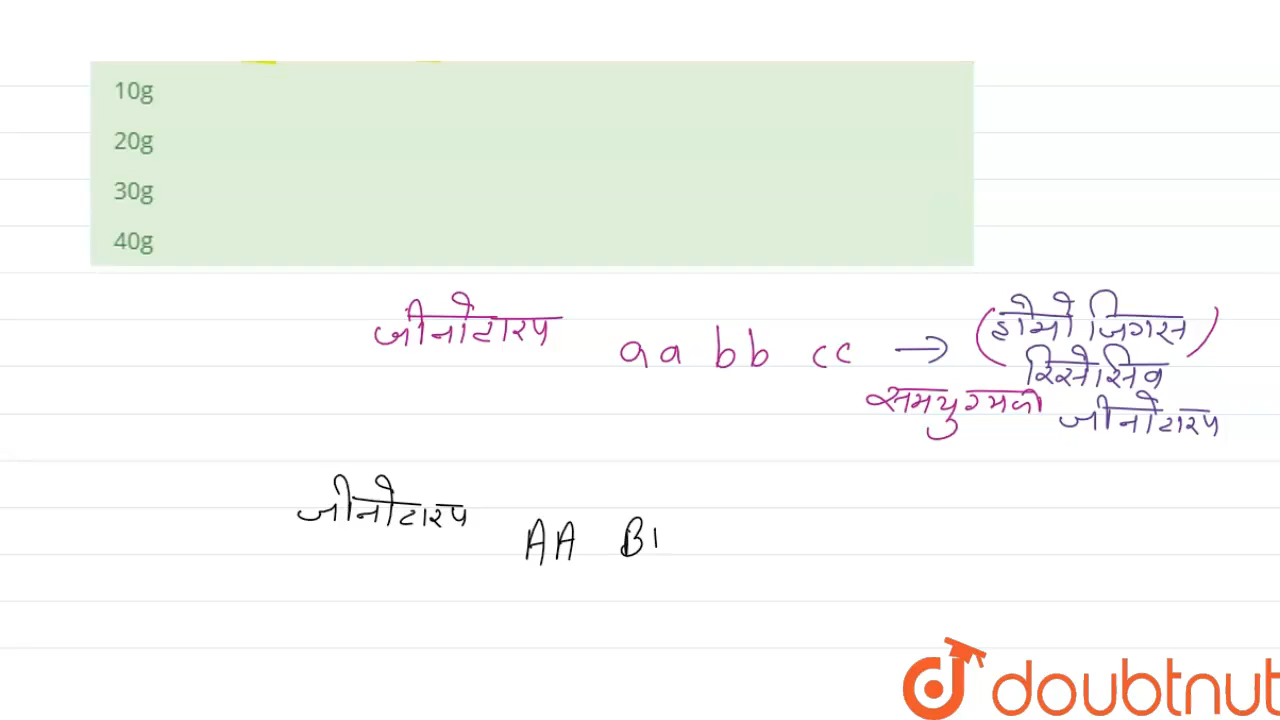 10g
20g
30g
40g
जीनोटाइप aa bb cc → (होमोजिगस)
रिसेसिव
समयुग्मजी जीनोटाइप
जीनोटाइप AA B
doubtnut